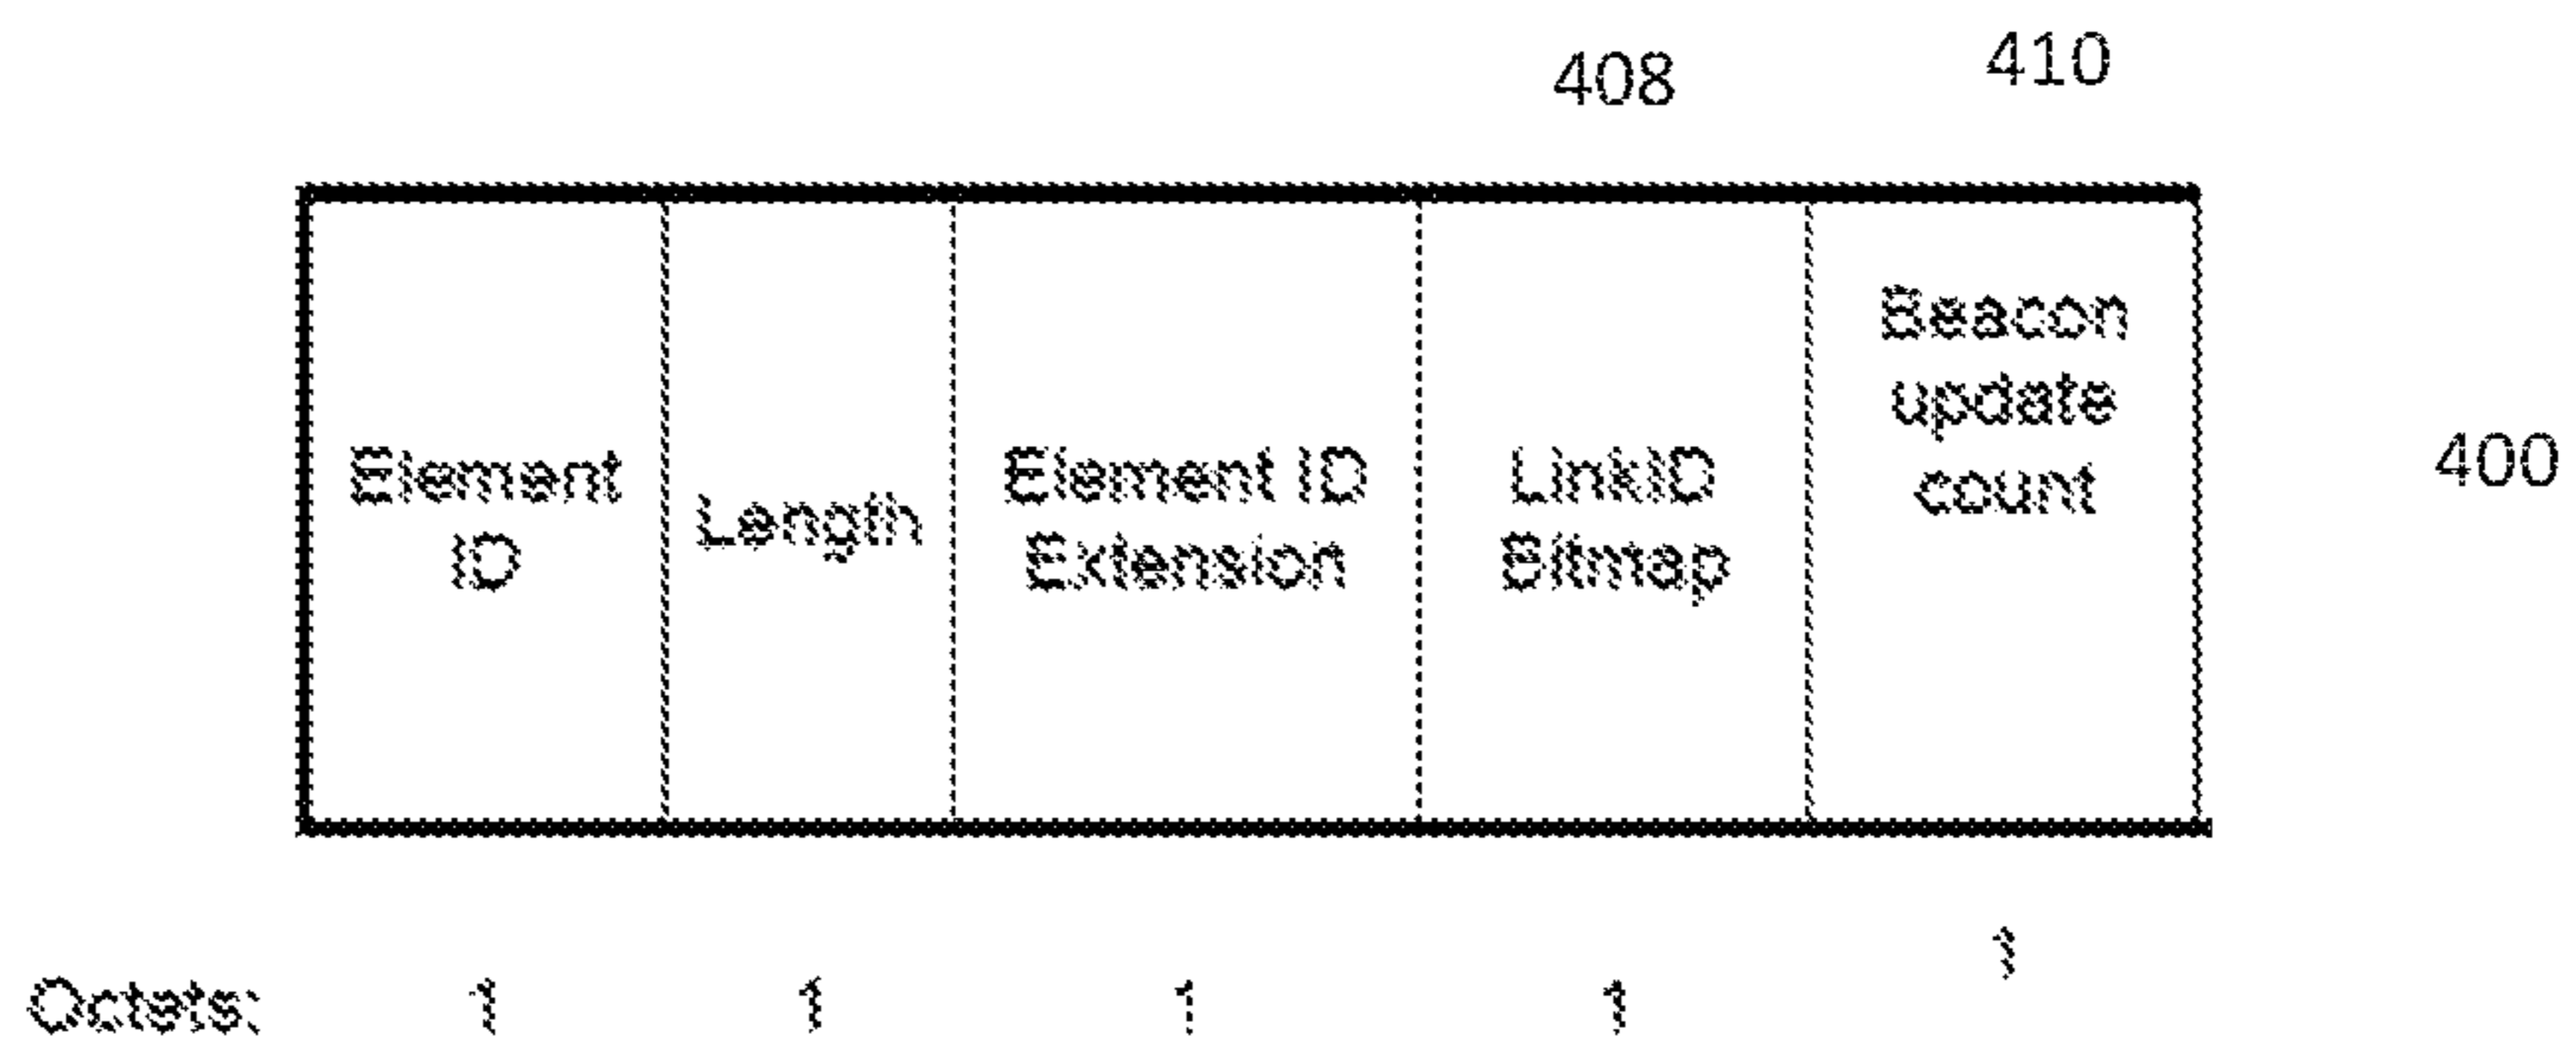 408
410
Element
ID
Length
Element ID
Extension
LinkID
Bitmap
Beacon
update
count
400
Octets: 1 1 1 1 1